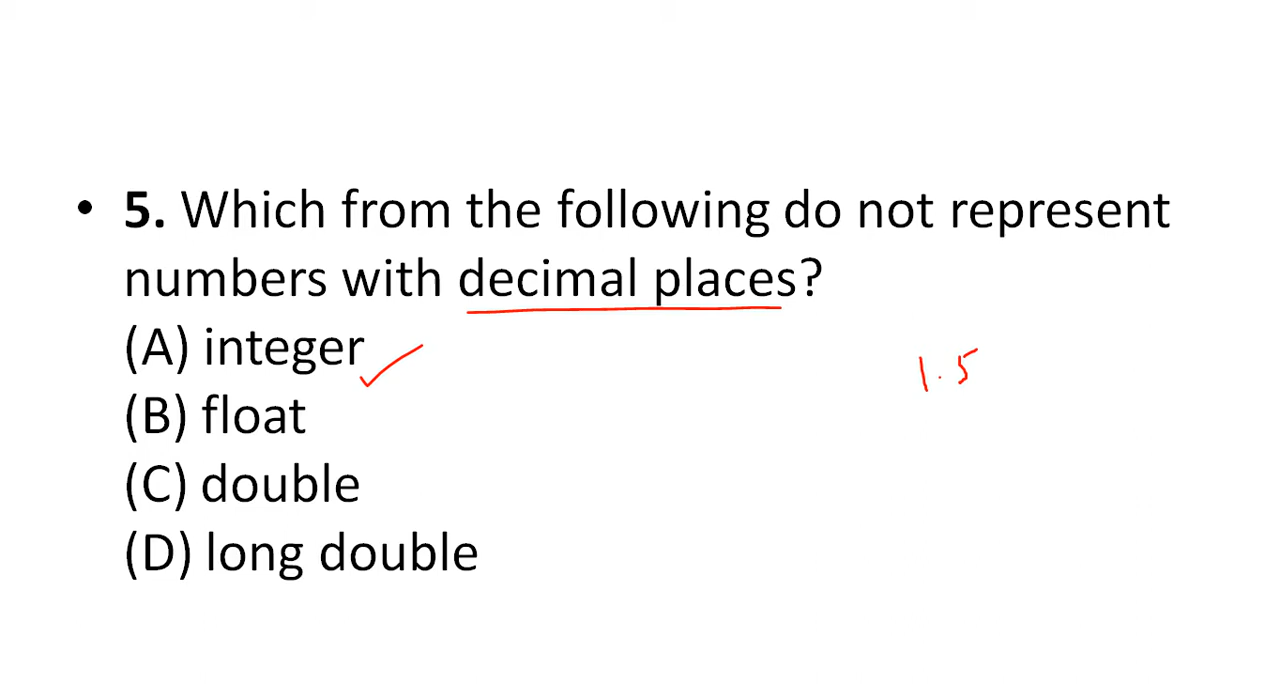 • 5. Which from the following do not represent
numbers with decimal places?
(A) integer
1.5
(B) float
(C) double
(D) long double